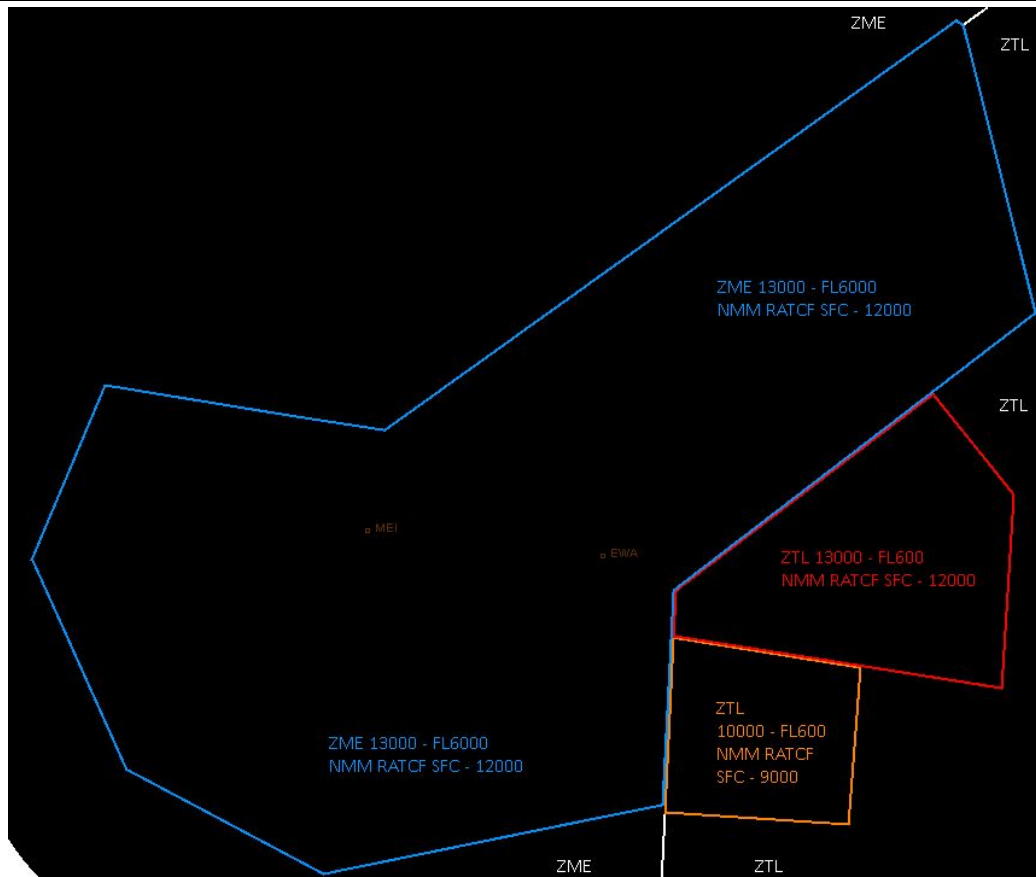 ZME
ZTL
ZME 13000 - FL6000
NMM RATCF SFC - 12000
ZTL
MEI
EWA
ZTL 13000 - FL600
NMM RATCF SFC - 12000
ZTL
10000 - FL600
NMM RATCF
SFC - 9000
ZME 13000 - FL6000
NMM RATCF SFC - 12000
ZME
ZTL